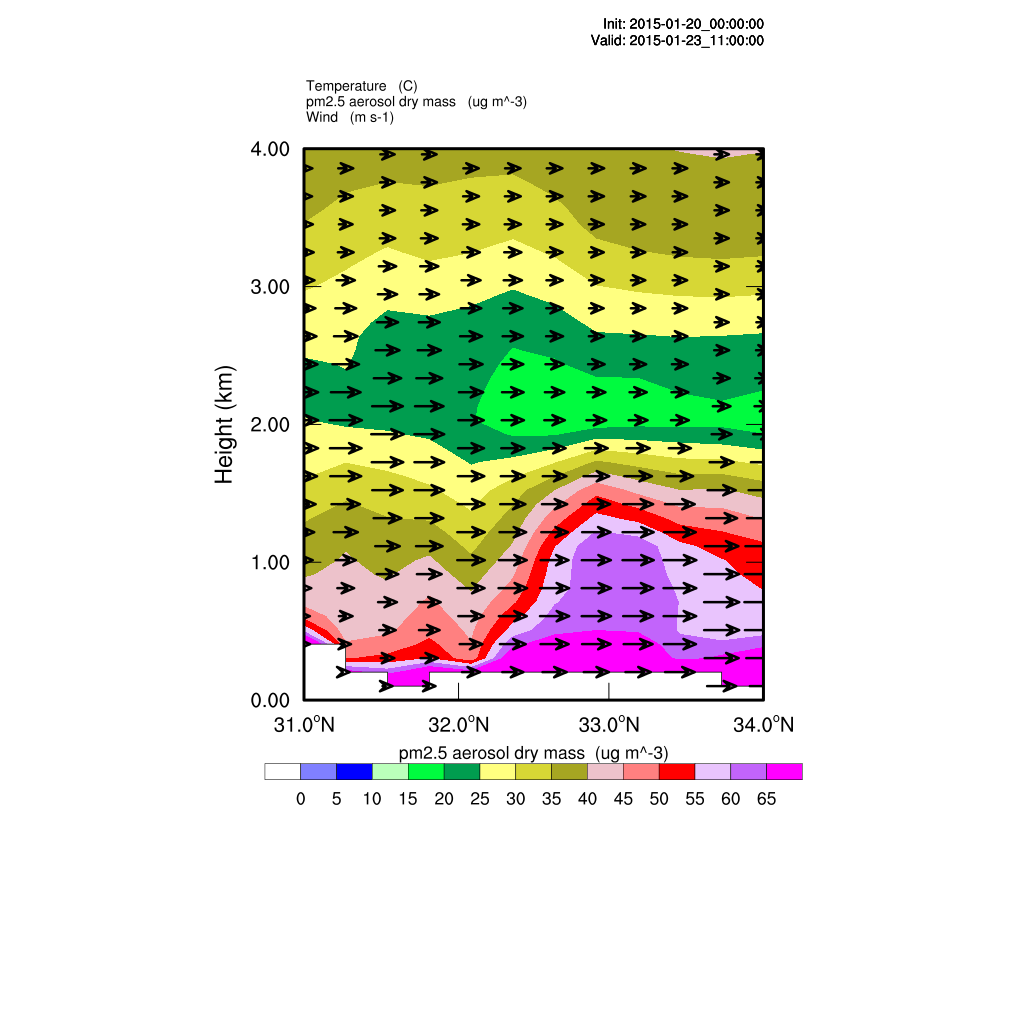 Init: 2015-01-20_00:00:00
Valid: 2015-01-23_11:00:00
Temperature (C)
pm2.5 aerosol dry mass (ug m^-3)
Wind (m s-1)
4.00
3.00
2.00
1.00
0.00
Height (km)
31.0°N 32.0°N 33.0°N 34.0°N
pm2.5 aerosol dry mass (ug m^-3)
0 5 10 15 20 25 30 35 40 45 50 55 60 65